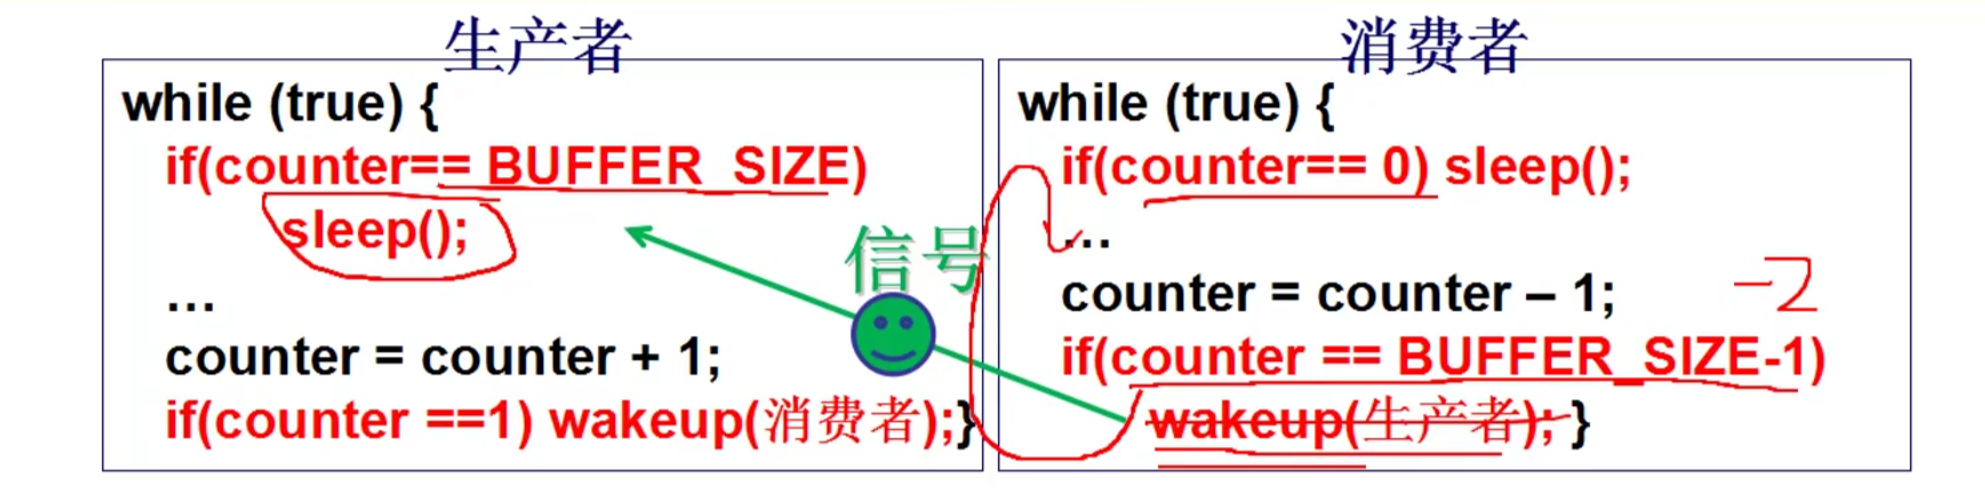 生产者
while (true) {
if(counter== BUFFER_SIZE)
sleep();
...
counter = counter + 1;
if(counter ==1) wakeup(消费者);}
信号
消费者
while (true) {
if(counter== 0) sleep();
...
counter = counter – 1;
-2
if(counter == BUFFER_SIZE-1)
wakeup(生产者); }